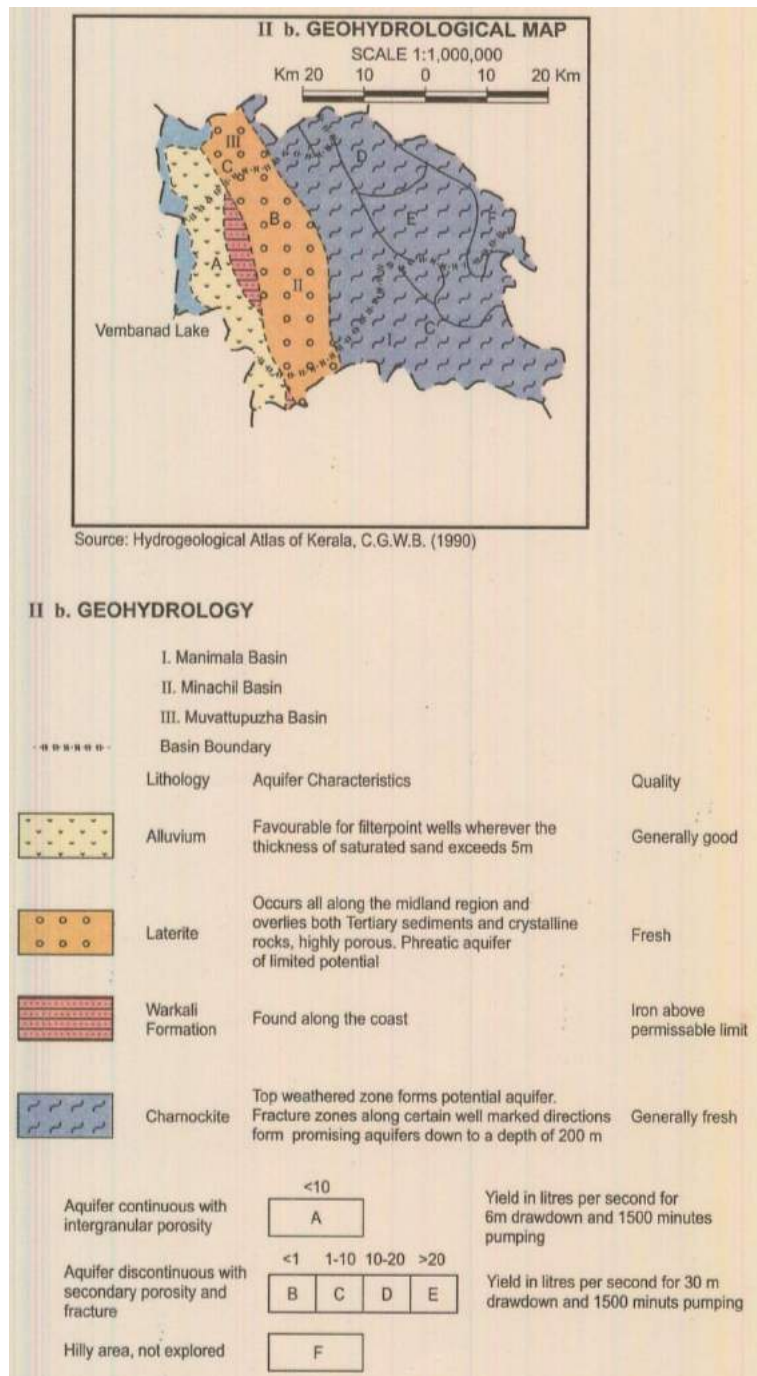 II b. GEOHYDROLOGICAL MAP
SCALE 1:1,000,000
Km 20 10 0 10 20 Km
III
C
D
B
E
F
A
II
Vembanad Lake
I
C
Source: Hydrogeological Atlas of Kerala, C.G.W.B. (1990)
II b. GEOHYDROLOGY
I. Manimala Basin
II. Minachil Basin
III. Muvattupuzha Basin
Basin Boundary
Lithology Aquifer Characteristics Quality
Alluvium
Favourable for filterpoint wells wherever the
thickness of saturated sand exceeds 5m
Generally good
Laterite
Occurs all along the midland region and
overlies both Tertiary sediments and crystalline
rocks, highly porous. Phreatic aquifer
of limited potential
Fresh
Warkali
Formation
Found along the coast
Iron above
permissable limit
Charnockite
Top weathered zone forms potential aquifer.
Fracture zones along certain well marked directions
form promising aquifers down to a depth of 200 m
Generally fresh
Aquifer continuous with
intergranular porosity
<10
A
Yield in litres per second for
6m drawdown and 1500 minutes
pumping
Aquifer discontinuous with
secondary porosity and
fracture
<1 1-10 10-20 >20
B C D E
Yield in litres per second for 30 m
drawdown and 1500 minuts pumping
Hilly area, not explored
F